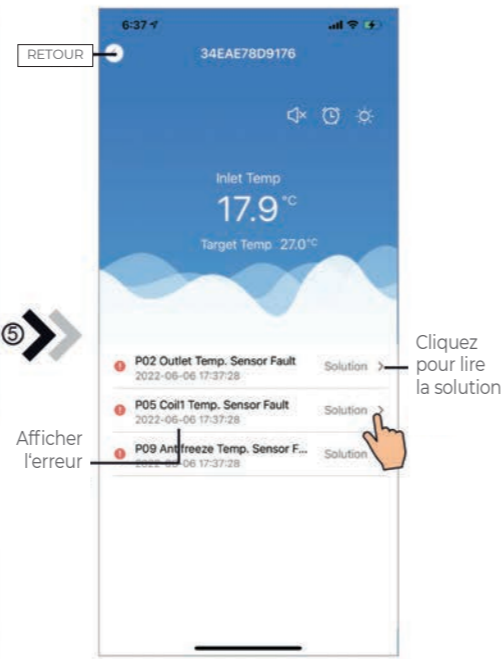 6:37
RETOUR
34EAE78D9176
Inlet Temp
17.9°C
Target Temp 27.0°C
⑤
P02 Outlet Temp. Sensor Fault
Solution
2022-06-06 17:37:28
Cliquez
pour lire
la solution
P05 Coil1 Temp. Sensor Fault
Solution
2022-06-06 17:37:28
Afficher
l'erreur
P09 Antifreeze Temp. Sensor F...
Solution
2022-06-06 17:37:28